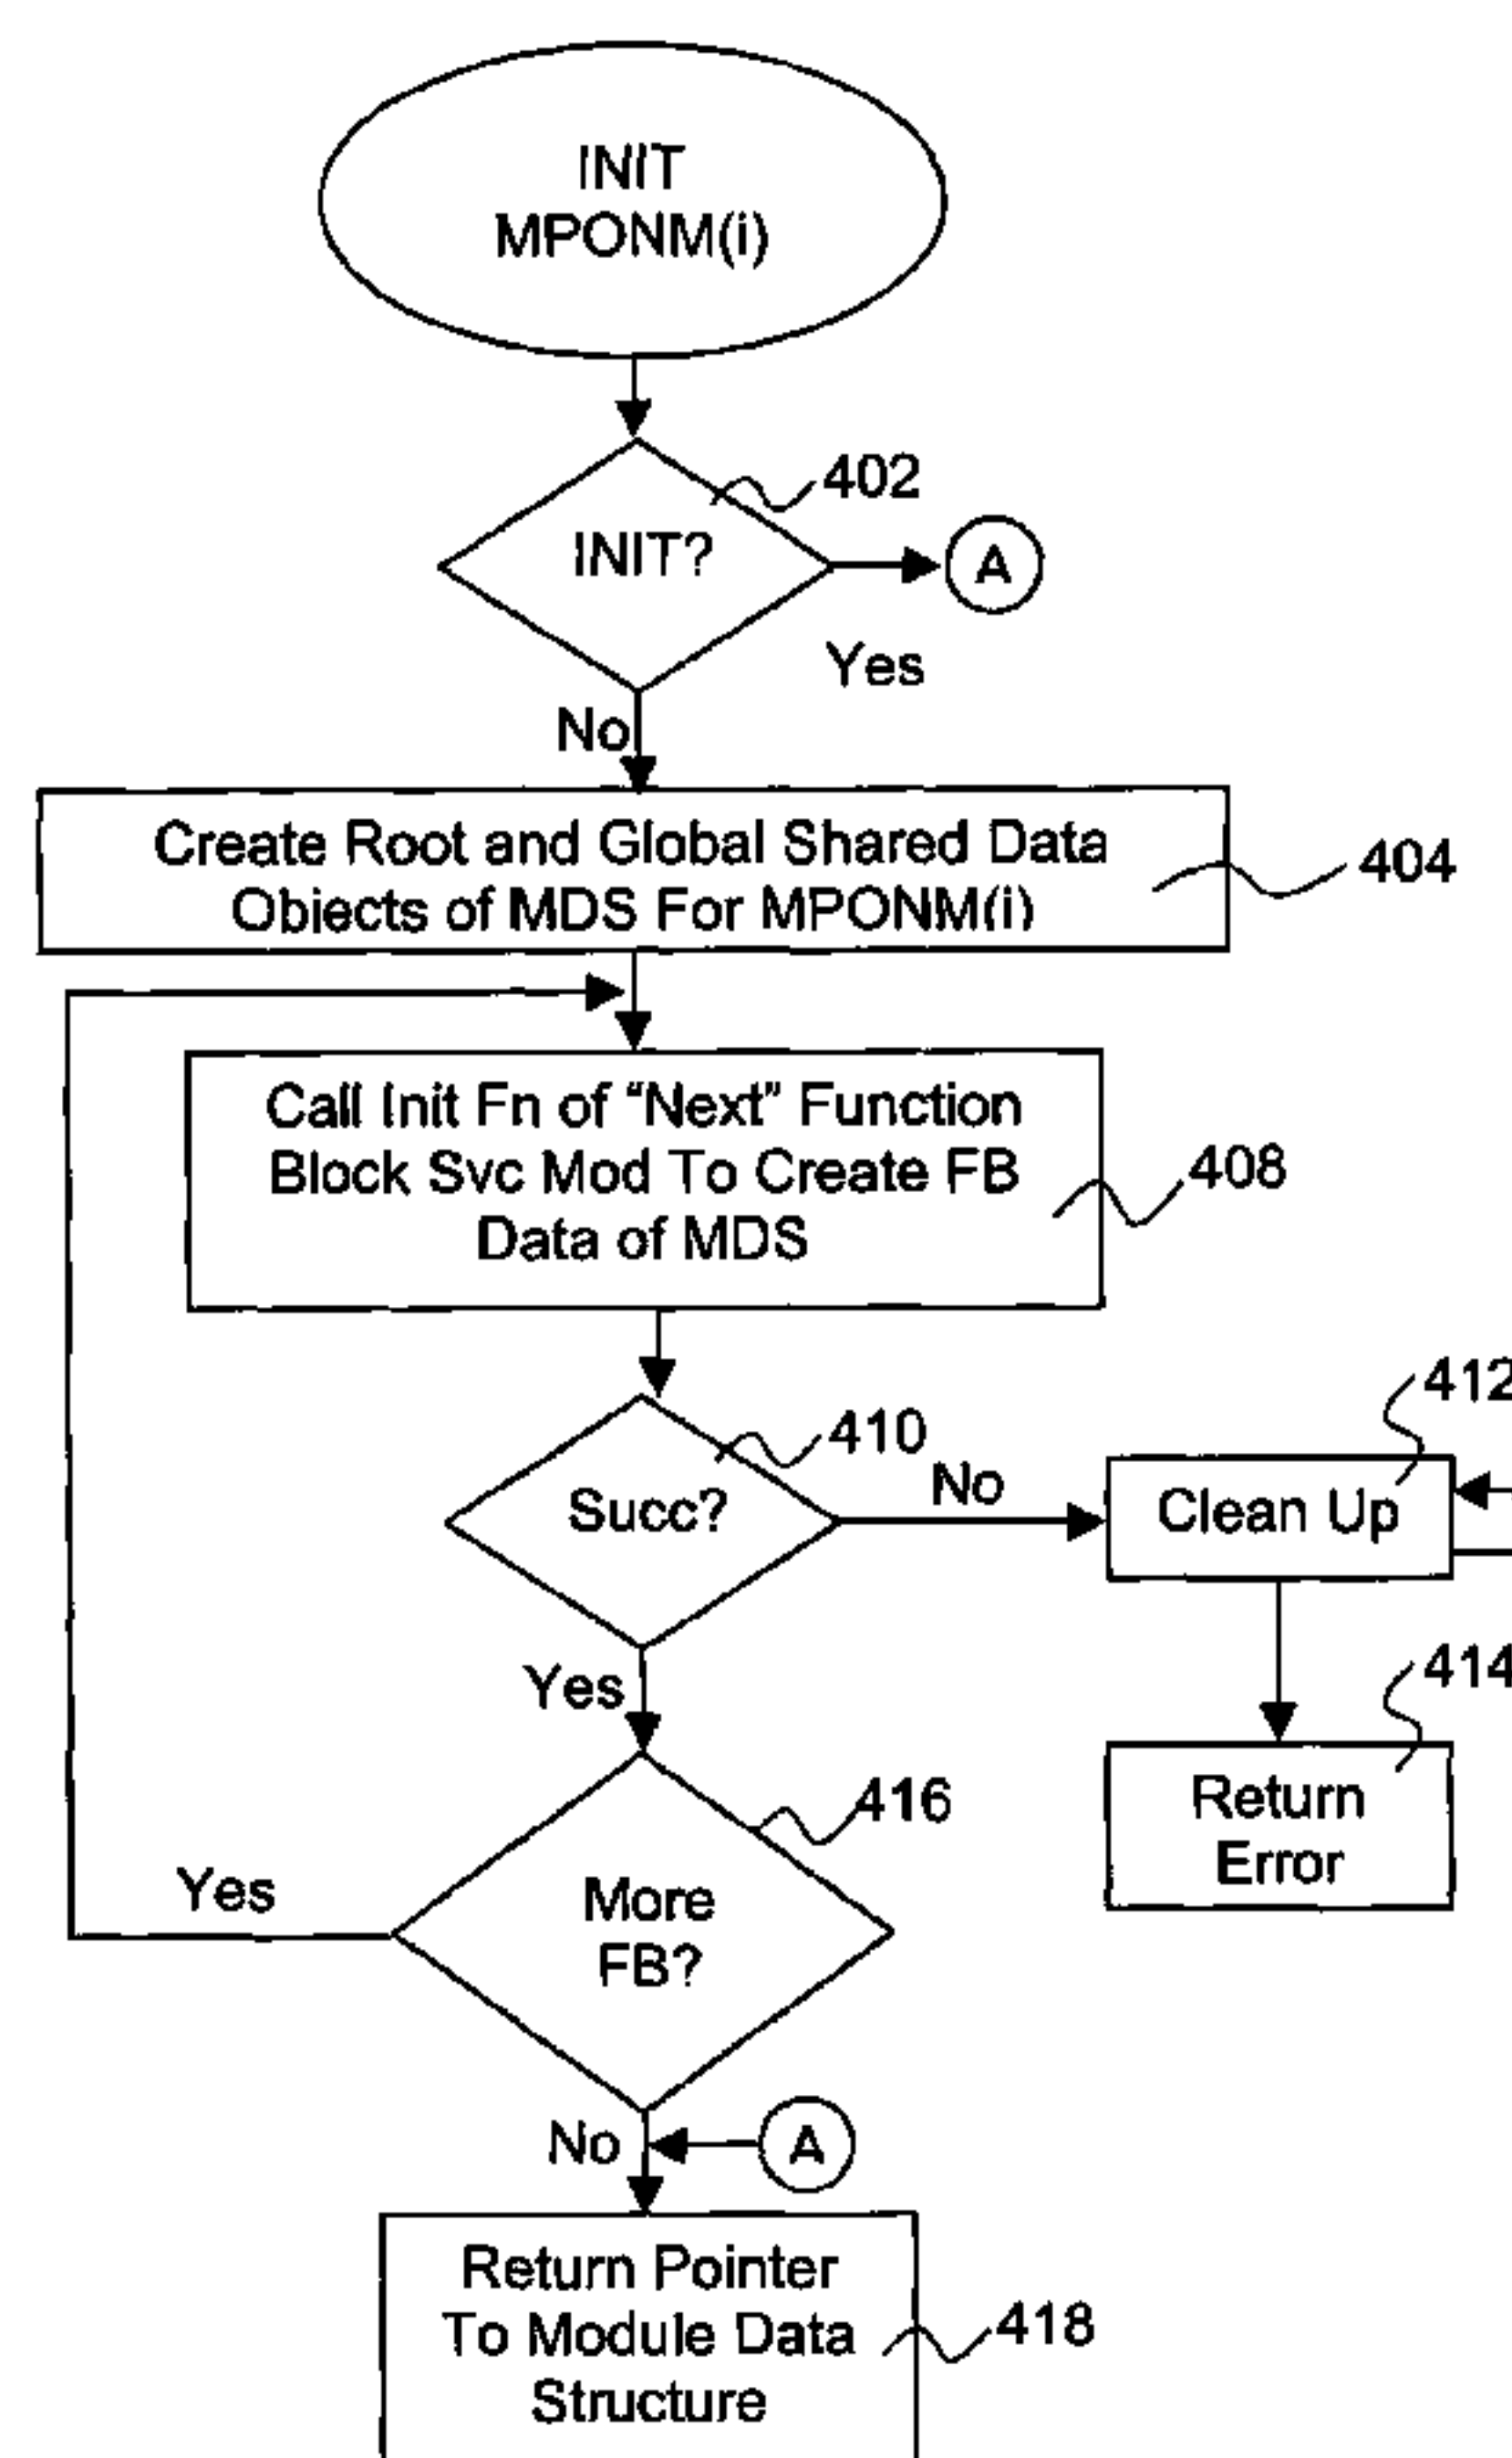 INIT
MPONM(i)
402
INIT?
A
Yes
No
Create Root and Global Shared Data
Obiects of MDS For MPONM(i)
404
Call Init Fn of “Next” Function
Block Svc Mod To Create FB
Data of MDS
408
410
Succ?
No
412
Clean Up
Yes
414
Return
Error
416
More
FB?
Yes
No
A
Return Pointer
To Module Data
Structure
418